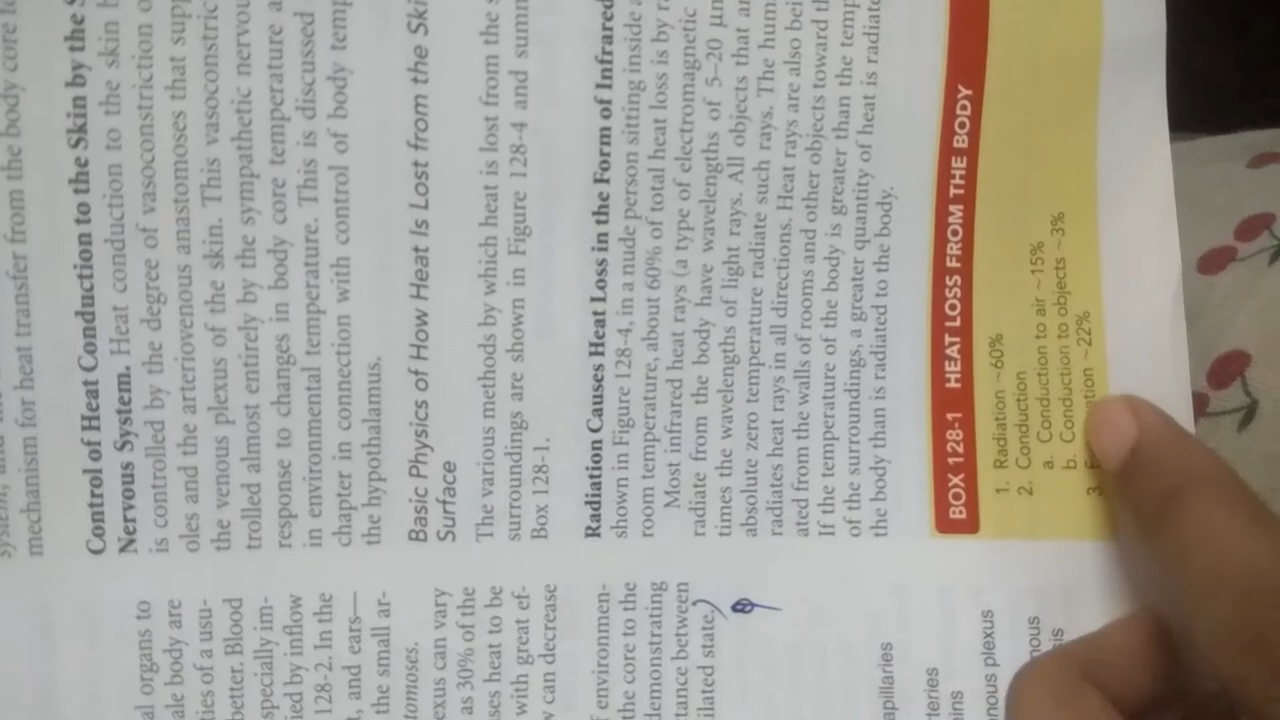 al organs to
ale body are
ties of a usu-
better. Blood
specially im-
ied by inflow
128-2. In the
, and ears—
the small ar-
tomoses.
exus can vary
as 30% of the
ses heat to be
with great ef-
can decrease
f environmen-
the core to the
demonstrating
tance between
ilated state.)
apillaries
teries
ins
nous plexus
nous
is
mechanism for heat transfer from the body core
Control of Heat Conduction to the Skin by the
Nervous System. Heat conduction to the skin
is controlled by the degree of vasoconstriction
oles and the arteriovenous anastomoses that
the venous plexus of the skin. This vasoconstric
trolled almost entirely by the sympathetic nervou
response to changes in body core temperature
in environmental temperature. This is discussed
chapter in connection with control of body temp
the hypothalamus.
Basic Physics of How Heat Is Lost from the Ski
Surface
The various methods by which heat is lost from the
surroundings are shown in Figure 128-4 and summ
Box 128-1.
Radiation Causes Heat Loss in the Form of Infrared
shown in Figure 128-4, in a nude person sitting inside
room temperature, about 60% of total heat loss is by
Most infrared heat rays (a type of electromagnetic
radiate from the body have wavelengths of 5–20 μm
times the wavelengths of light rays. All objects that
absolute zero temperature radiate such rays. The hum
radiates heat rays in all directions. Heat rays are also bei
ated from the walls of rooms and other objects toward
If the temperature of the body is greater than the temp
of the surroundings, a greater quantity of heat is radiate
the body than is radiated to the body.
BOX 128-1 HEAT LOSS FROM THE BODY
1. Radiation ~60%
2. Conduction
a. Conduction to air ~15%
b. Conduction to objects ~3%
3. ~22%